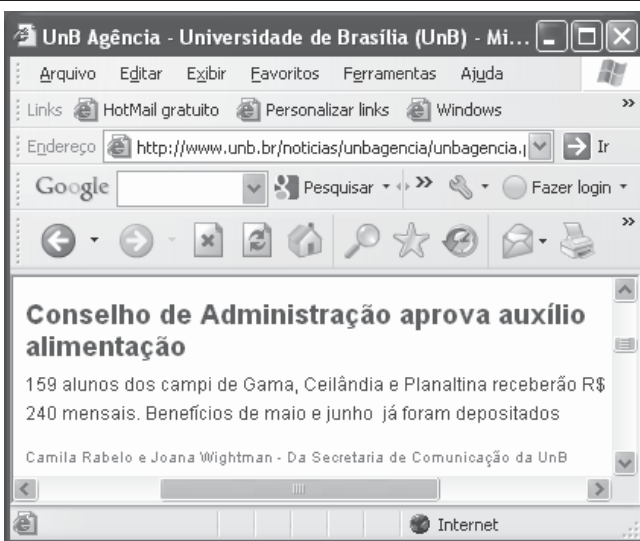 UnB Agência - Universidade de Brasília (UnB) - Mi...
Arquivo Editar Exibir Favoritos Ferramentas Ajuda
Links HotMail gratuito Personalizar links Windows »
Endereço http://www.unb.br/noticias/unbagencia/unbagencia. Ir
Google Pesquisar » Fazer login
»
Conselho de Administração aprova auxílio
alimentação
159 alunos dos campi de Gama, Ceilândia e Planaltina receberão R$
240 mensais. Benefícios de maio e junho já foram depositados
Camila Rabelo e Joana Wightman - Da Secretaria de Comunicação da UnB
Internet